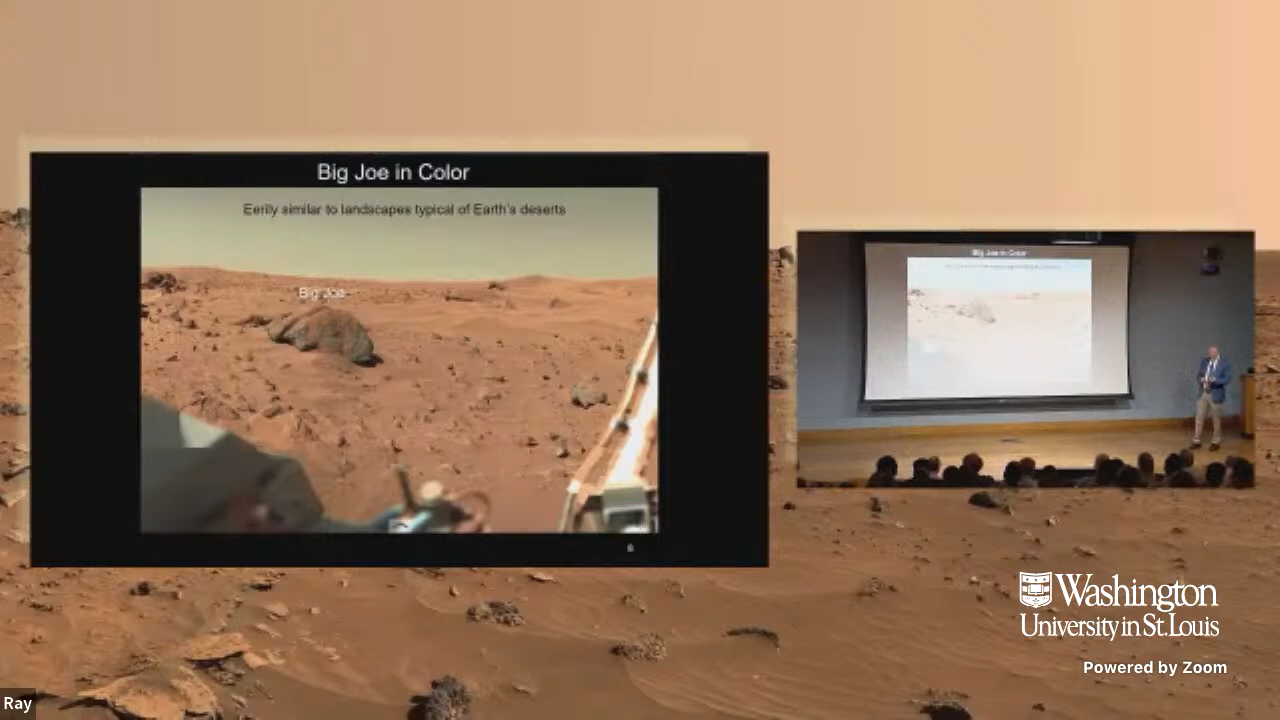 Big Joe in Color
Eerily similar to landscapes typical of Earth's deserts
Big Joe
8
Big Joe in Color
Washington
University in St. Louis
Powered by Zoom
Ray